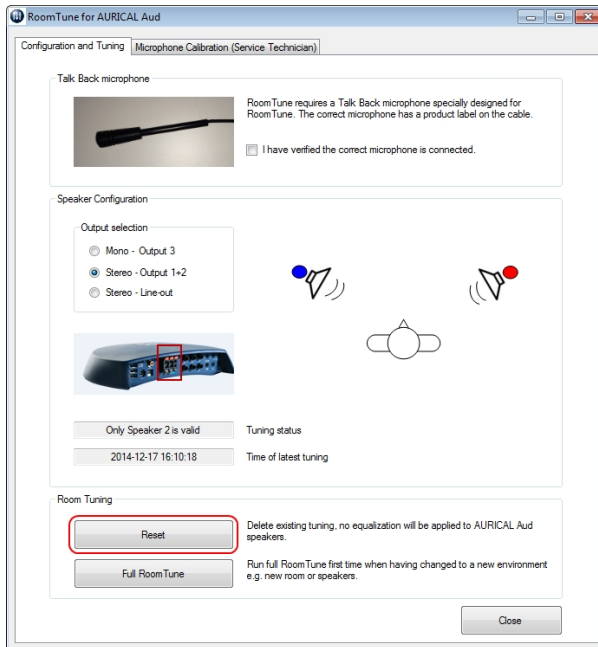 RoomTune for AURICAL Aud
Configuration and Tuning
Microphone Calibration (Service Technician)
Talk Back microphone
RoomTune requires a Talk Back microphone specially designed for
RoomTune. The correct microphone has a product label on the cable.
I have verified the correct microphone is connected.
Speaker Configuration
Output selection
Mono - Output 3
Stereo - Output 1+2
Stereo - Line-out
Only Speaker 2 is valid
Tuning status
2014-12-17 16:10:18
Time of latest tuning
Room Tuning
Reset
Delete existing tuning, no equalization will be applied to AURICAL Aud
speakers.
Full RoomTune
Run full RoomTune first time when having changed to a new environment
e.g. new room or speakers.
Close